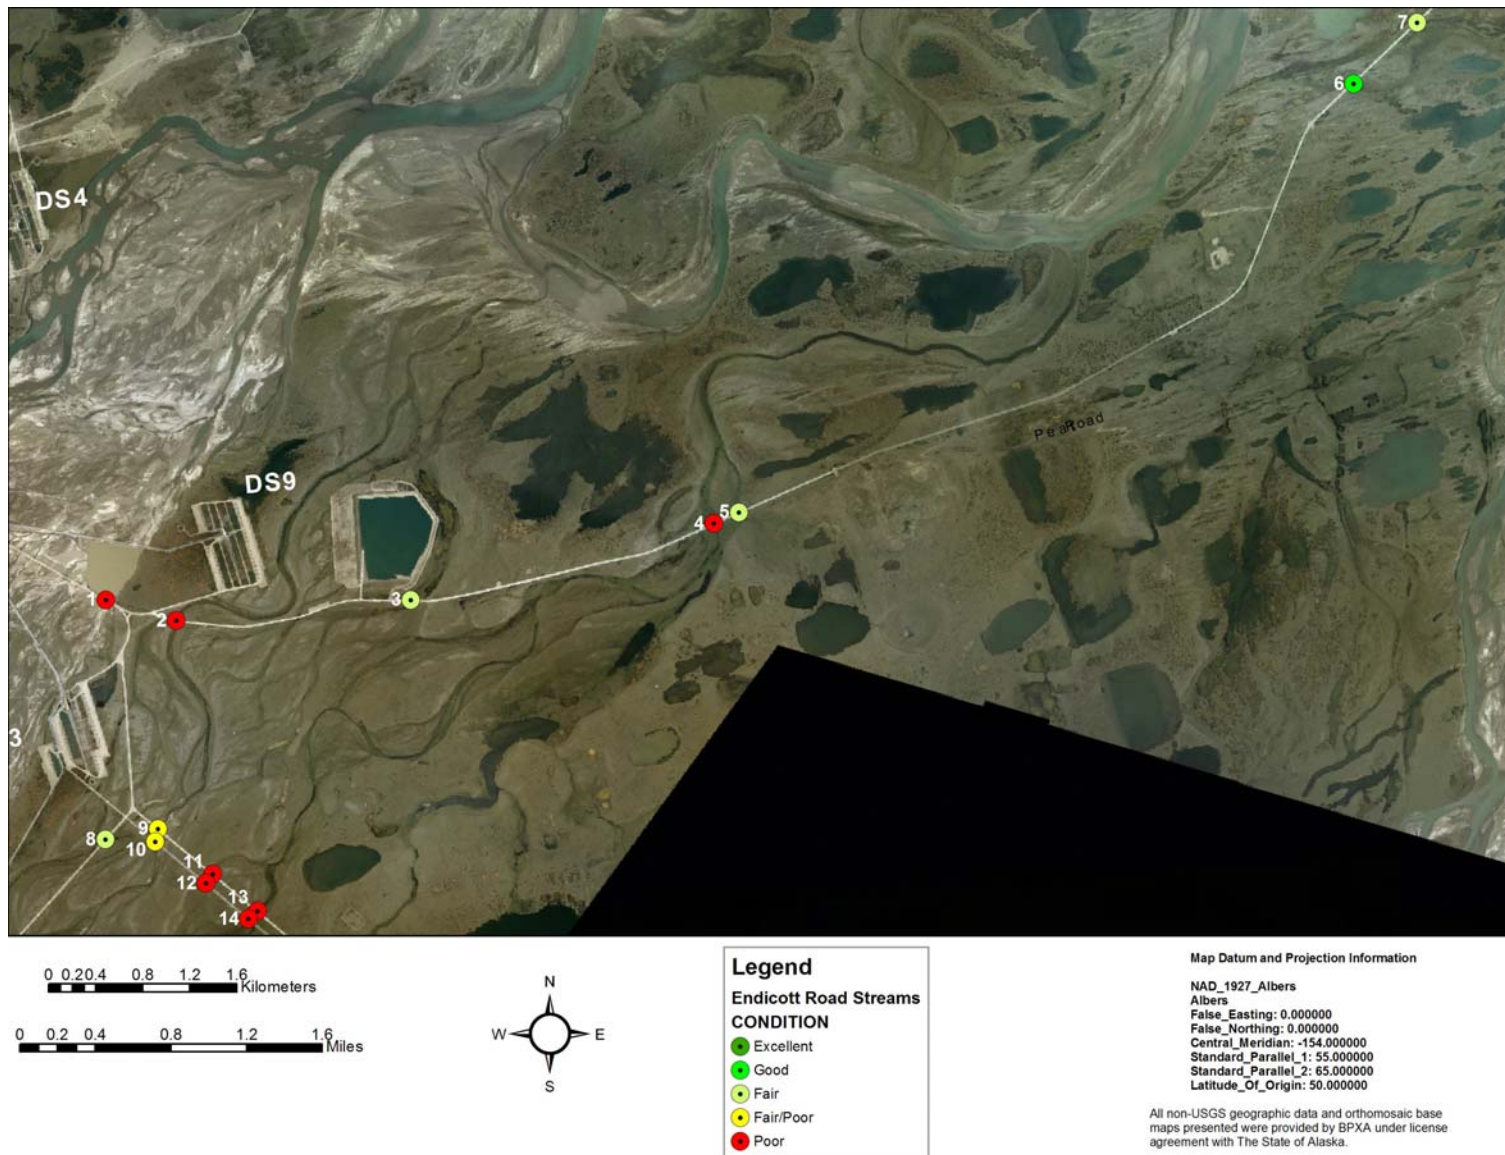 7
6
DS4
Pea Road
DS9
5
4
3
1
2
3
9
8
10
11
12
13
14
0 0.20.4 0.8 1.2 1.6
Kilometers
0 0.2 0.4 0.8 1.2 1.6
Miles
N
W E
S
Legend
Endicott Road Streams
CONDITION
Excellent
Good
Fair
Fair/Poor
Poor
Map Datum and Projection Information
NAD_1927_Albers
Albers
False_Easting: 0.000000
False_Northing: 0.000000
Central_Meridian: -154.000000
Standard_Parallel_1: 55.000000
Standard_Parallel_2: 65.000000
Latitude_Of_Origin: 50.000000
All non-USGS geographic data and orthomosaic base
maps presented were provided by BPXA under license
agreement with The State of Alaska.